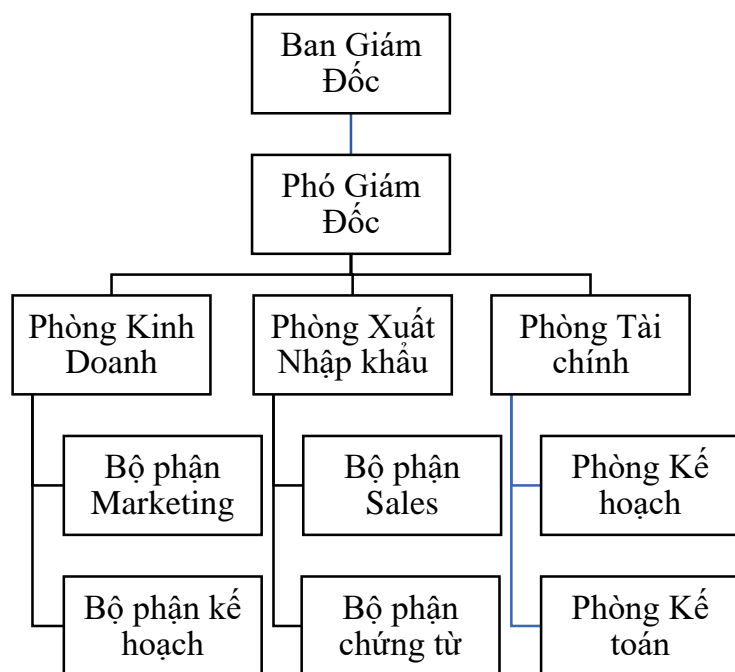 Ban Giám
Đốc
Phó Giám
Đốc
Phòng Kinh
Doanh
Phòng Xuất
Nhập khẩu
Phòng Tài
chính
Bộ phận
Marketing
Bộ phận
Sales
Phòng Kế
hoạch
Bộ phận kế
hoạch
Bộ phận
chứng từ
Phòng Kế
toán